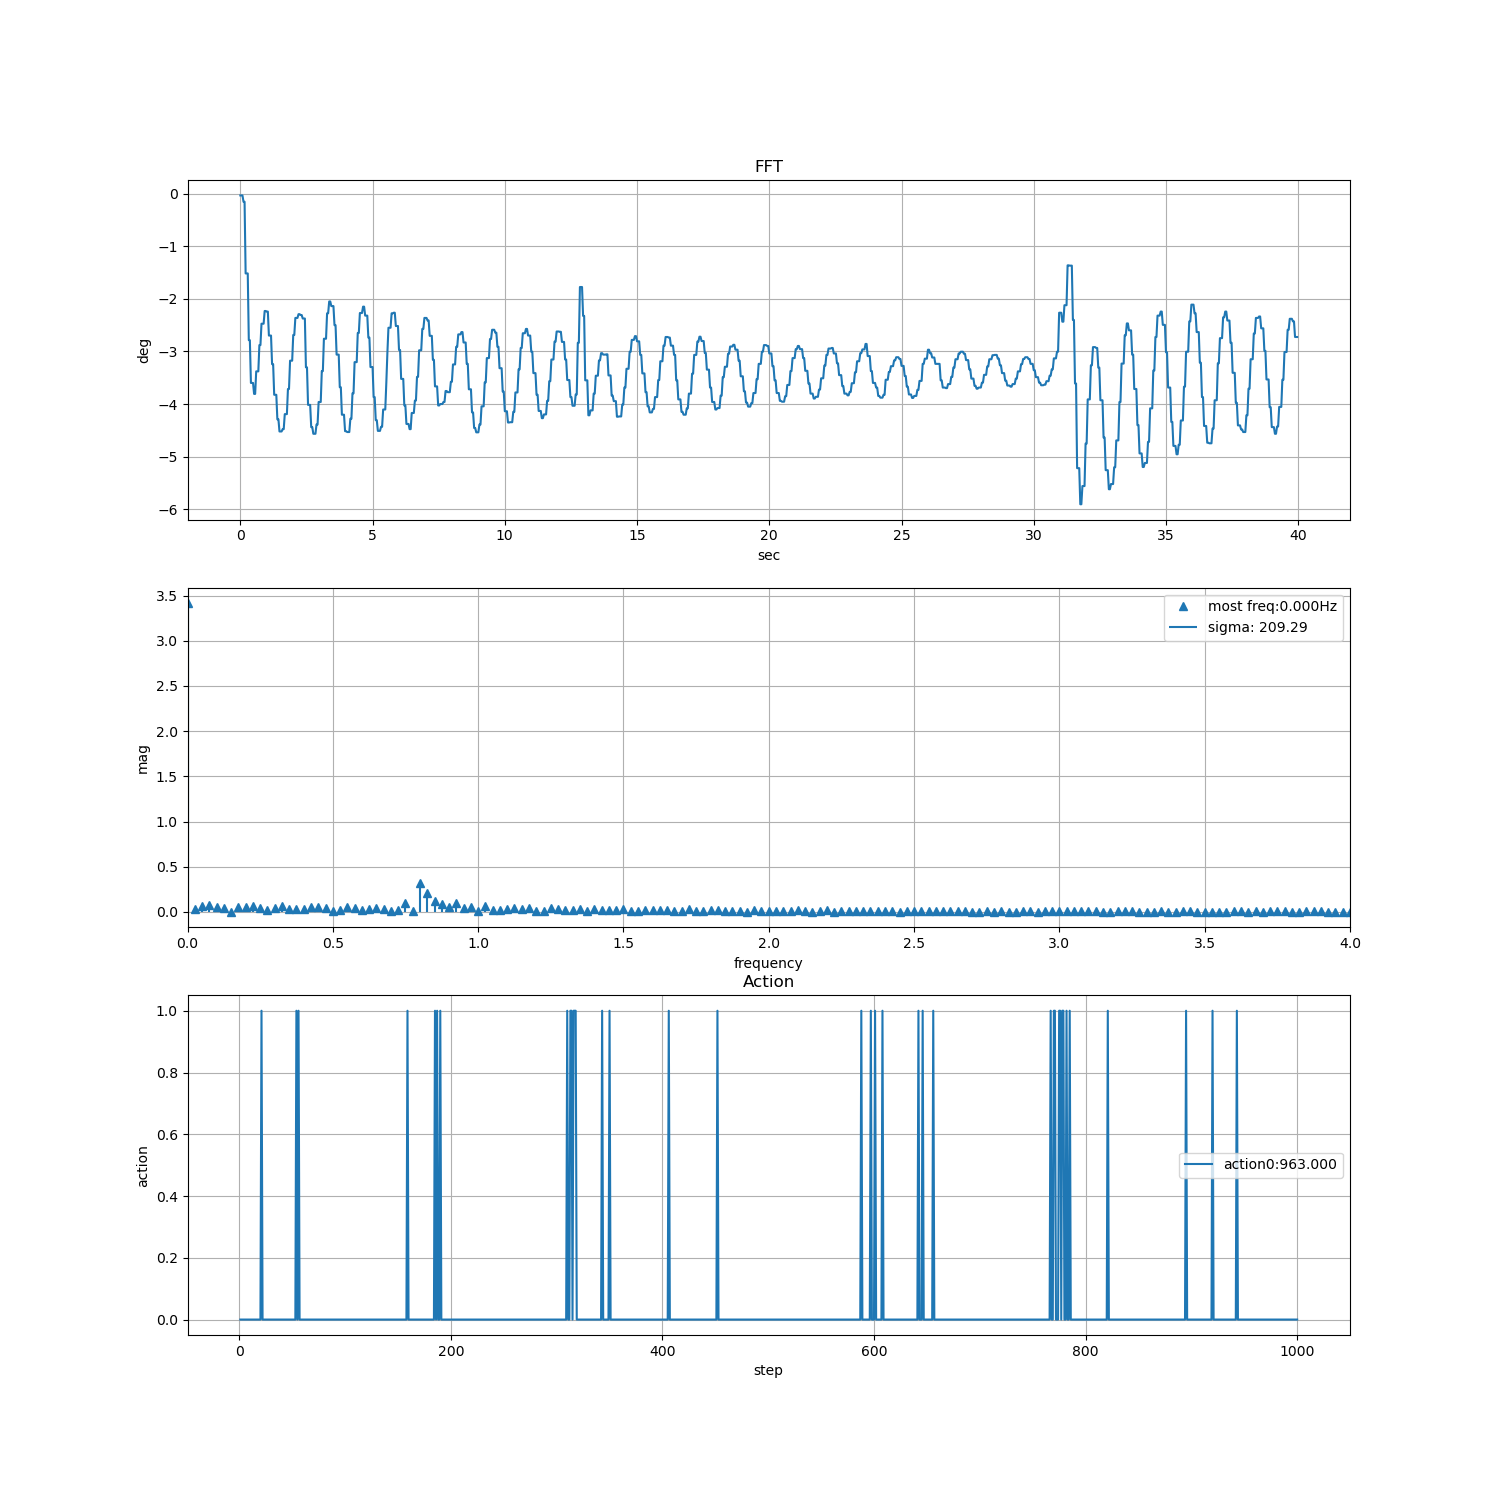 FFT
0
−1
−2
−3
−4
−5
−6
deg
0 5 10 15 20 25 30 35 40
sec
3.5
3.0
2.5
2.0
1.5
1.0
0.5
0.0
mag
most freq:0.000Hz
sigma: 209.29
0.0 0.5 1.0 1.5 2.0 2.5 3.0 3.5 4.0
frequency
Action
1.0
0.8
0.6
0.4
0.2
0.0
action
action0:963.000
0 200 400 600 800 1000
step